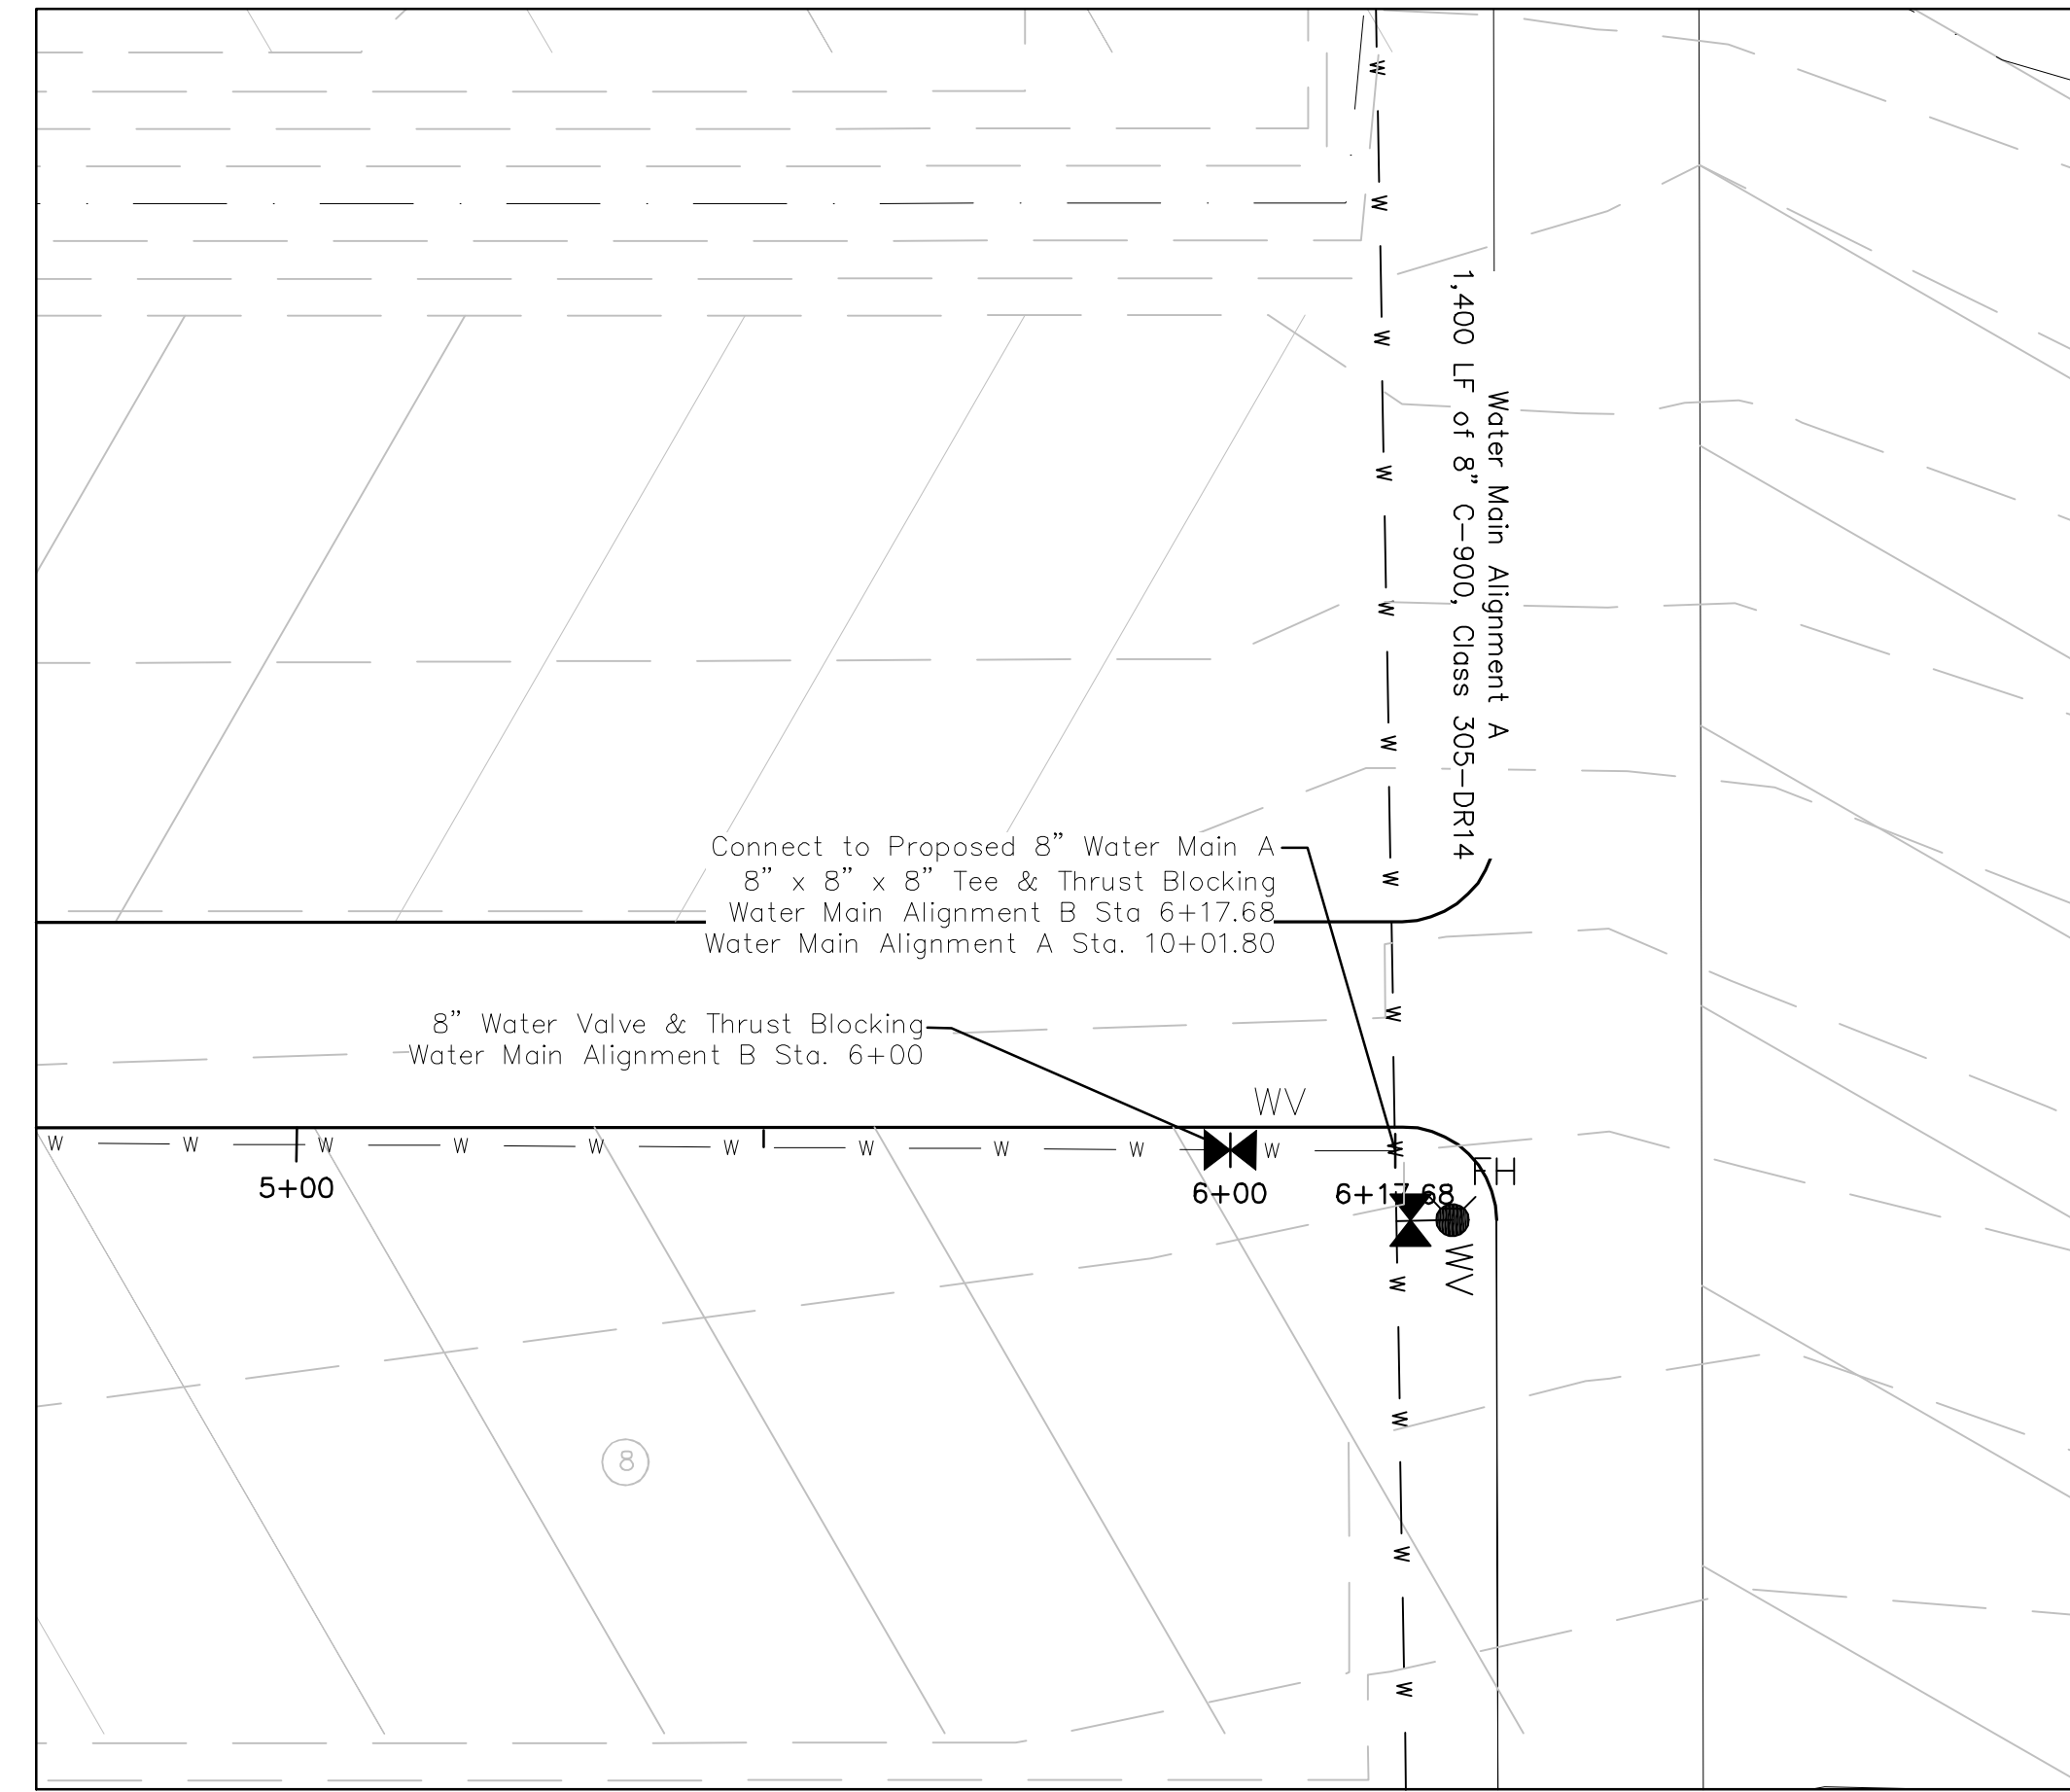 Water Main Alignment A
1,400 LF of 8" C-900, Class 305-DR14
Connect to Proposed 8" Water Main A
8" x 8" x 8" Tee & Thrust Blocking
Water Main Alignment B Sta 6+17.68
Water Main Alignment A Sta. 10+01.80
8" Water Valve & Thrust Blocking
Water Main Alignment B Sta. 6+00
WV
W W W W W W W W W W
5+00
6+00
6+17.68
FH
WV
W
W
W
W
W
W
W
W
W
W
W
W
W
8